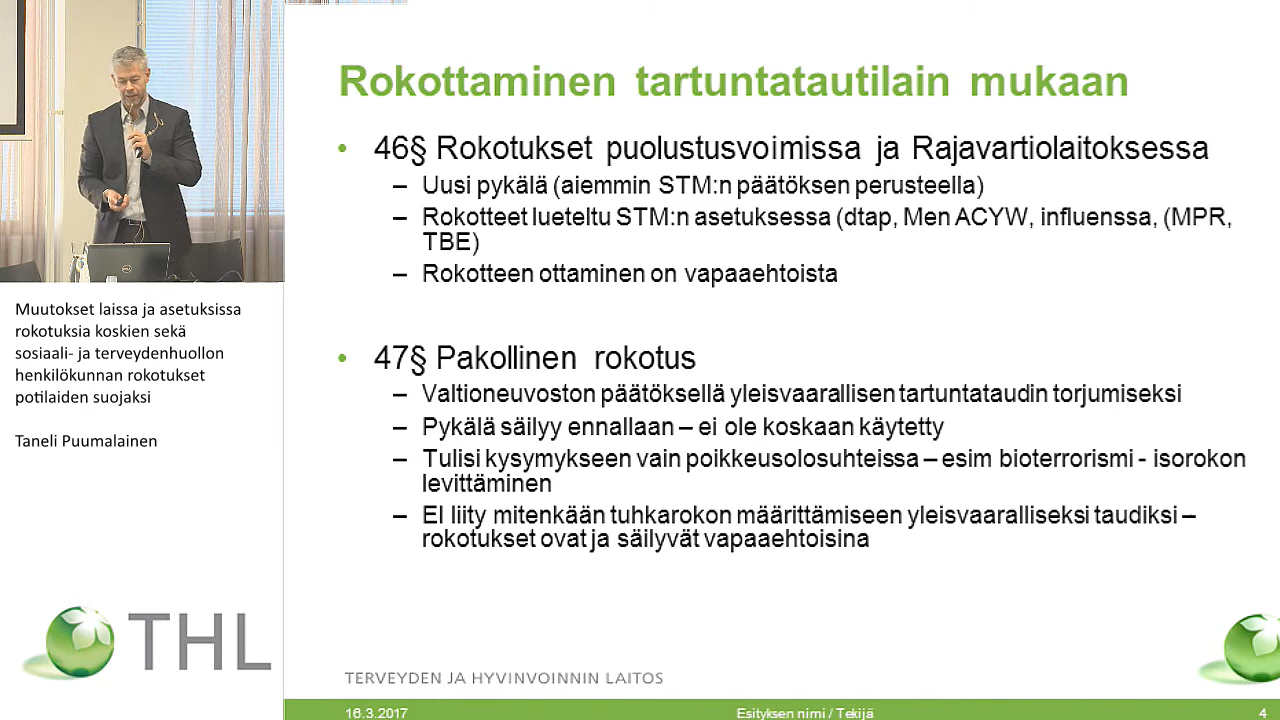 Rokottaminen tartuntatautilain mukaan
• 46§ Rokotukset puolustusvoimissa ja Rajavartiolaitoksessa
– Uusi pykälä (aiemmin STM:n päätöksen perusteella)
– Rokotteet lueteltu STM:n asetuksessa (dtap, Men ACYW, influenssa, (MPR,
TBE)
– Rokotteen ottaminen on vapaaehtoista
• 47§ Pakollinen rokotus
– Valtioneuvoston päätöksellä yleisvaarallisen tartuntataudin torjumiseksi
– Pykälä säilyy ennallaan – ei ole koskaan käytetty
– Tulisi kysymykseen vain poikkeusolosuhteissa – esim bioterrorismi - isorokon
levittäminen
– EI liity mitenkään tuhkarokon määrittämiseen yleisvaaralliseksi taudiksi –
rokotukset ovat ja säilyvät vapaaehtoisina
Muutokset laissa ja asetuksissa
rokotuksia koskien sekä
sosiaali- ja terveydenhuollon
henkilökunnan rokotukset
potilaiden suojaksi
Taneli Puumalainen
THL
TERVEYDEN JA HYVINVOINNIN LAITOS
16.3.2017
Esityksen nimi / Tekijä
4
DELL